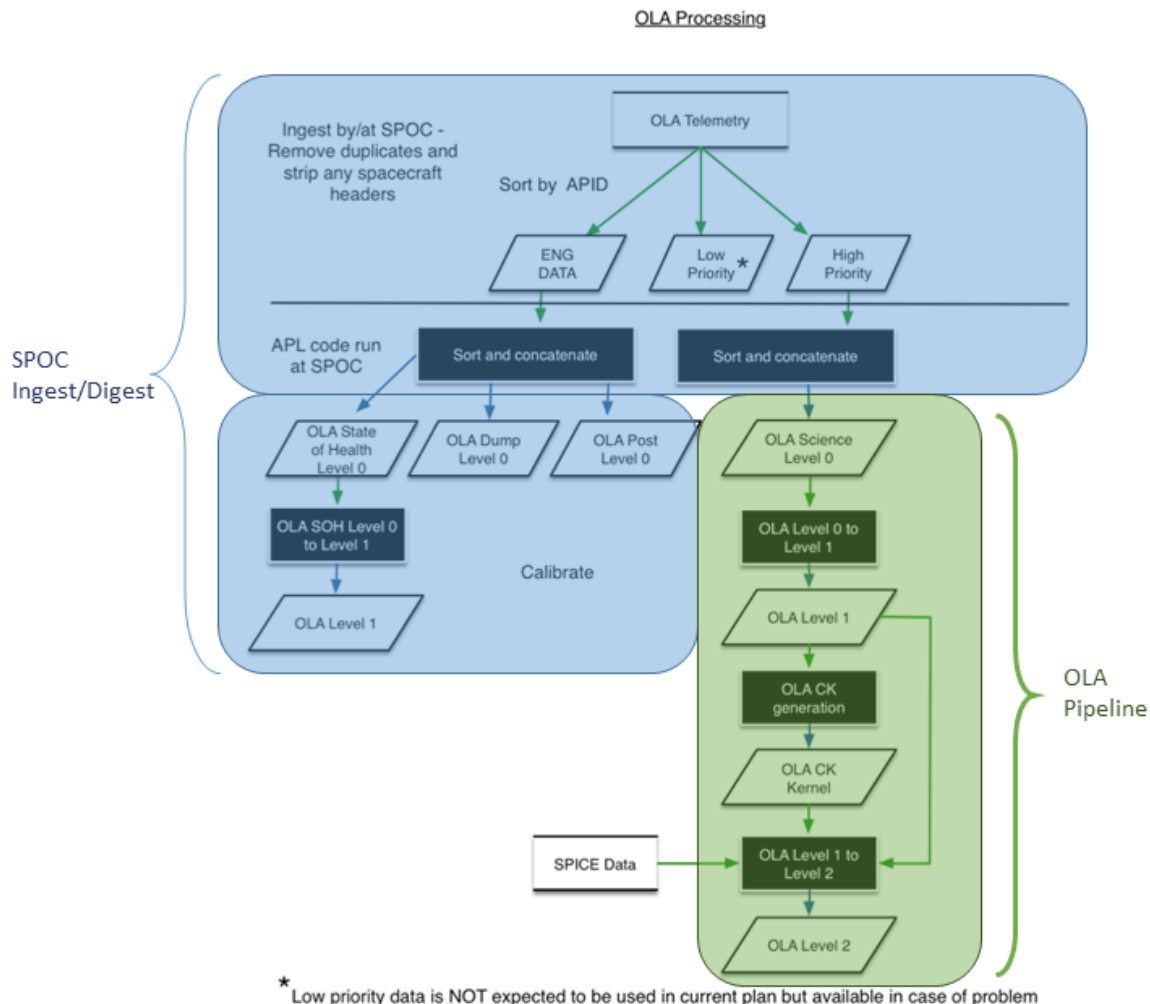 OLA Processing
Ingest by/at SPOC -
Remove duplicates and
strip any spacecraft
headers
OLA Telemetry
Sort by APID
ENG
DATA
Low
Priority *
High
Priority
SPOC
Ingest/Digest
APL code run
at SPOC
Sort and concatenate
Sort and concatenate
OLA State
of Health
Level 0
OLA Dump
Level 0
OLA Post
Level 0
OLA Science
Level 0
OLA SOH Level 0
to Level 1
OLA Level 0 to
Level 1
Calibrate
OLA Level 1
OLA Level 1
OLA CK
generation
OLA
Pipeline
OLA CK
Kernel
SPICE Data
OLA Level 1 to
Level 2
OLA Level 2
* Low priority data is NOT expected to be used in current plan but available in case of problem